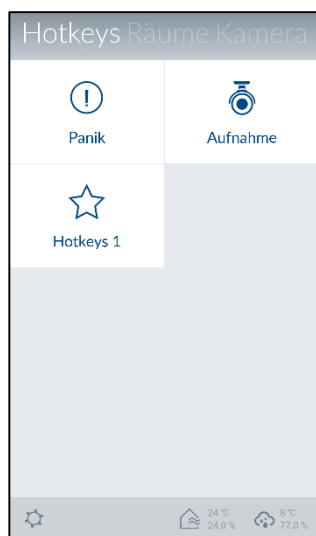 Hotkeys Räume Kamera
Panik
Aufnahme
Hotkeys 1
24 °C
24.0 %
8 °C
77.0 %